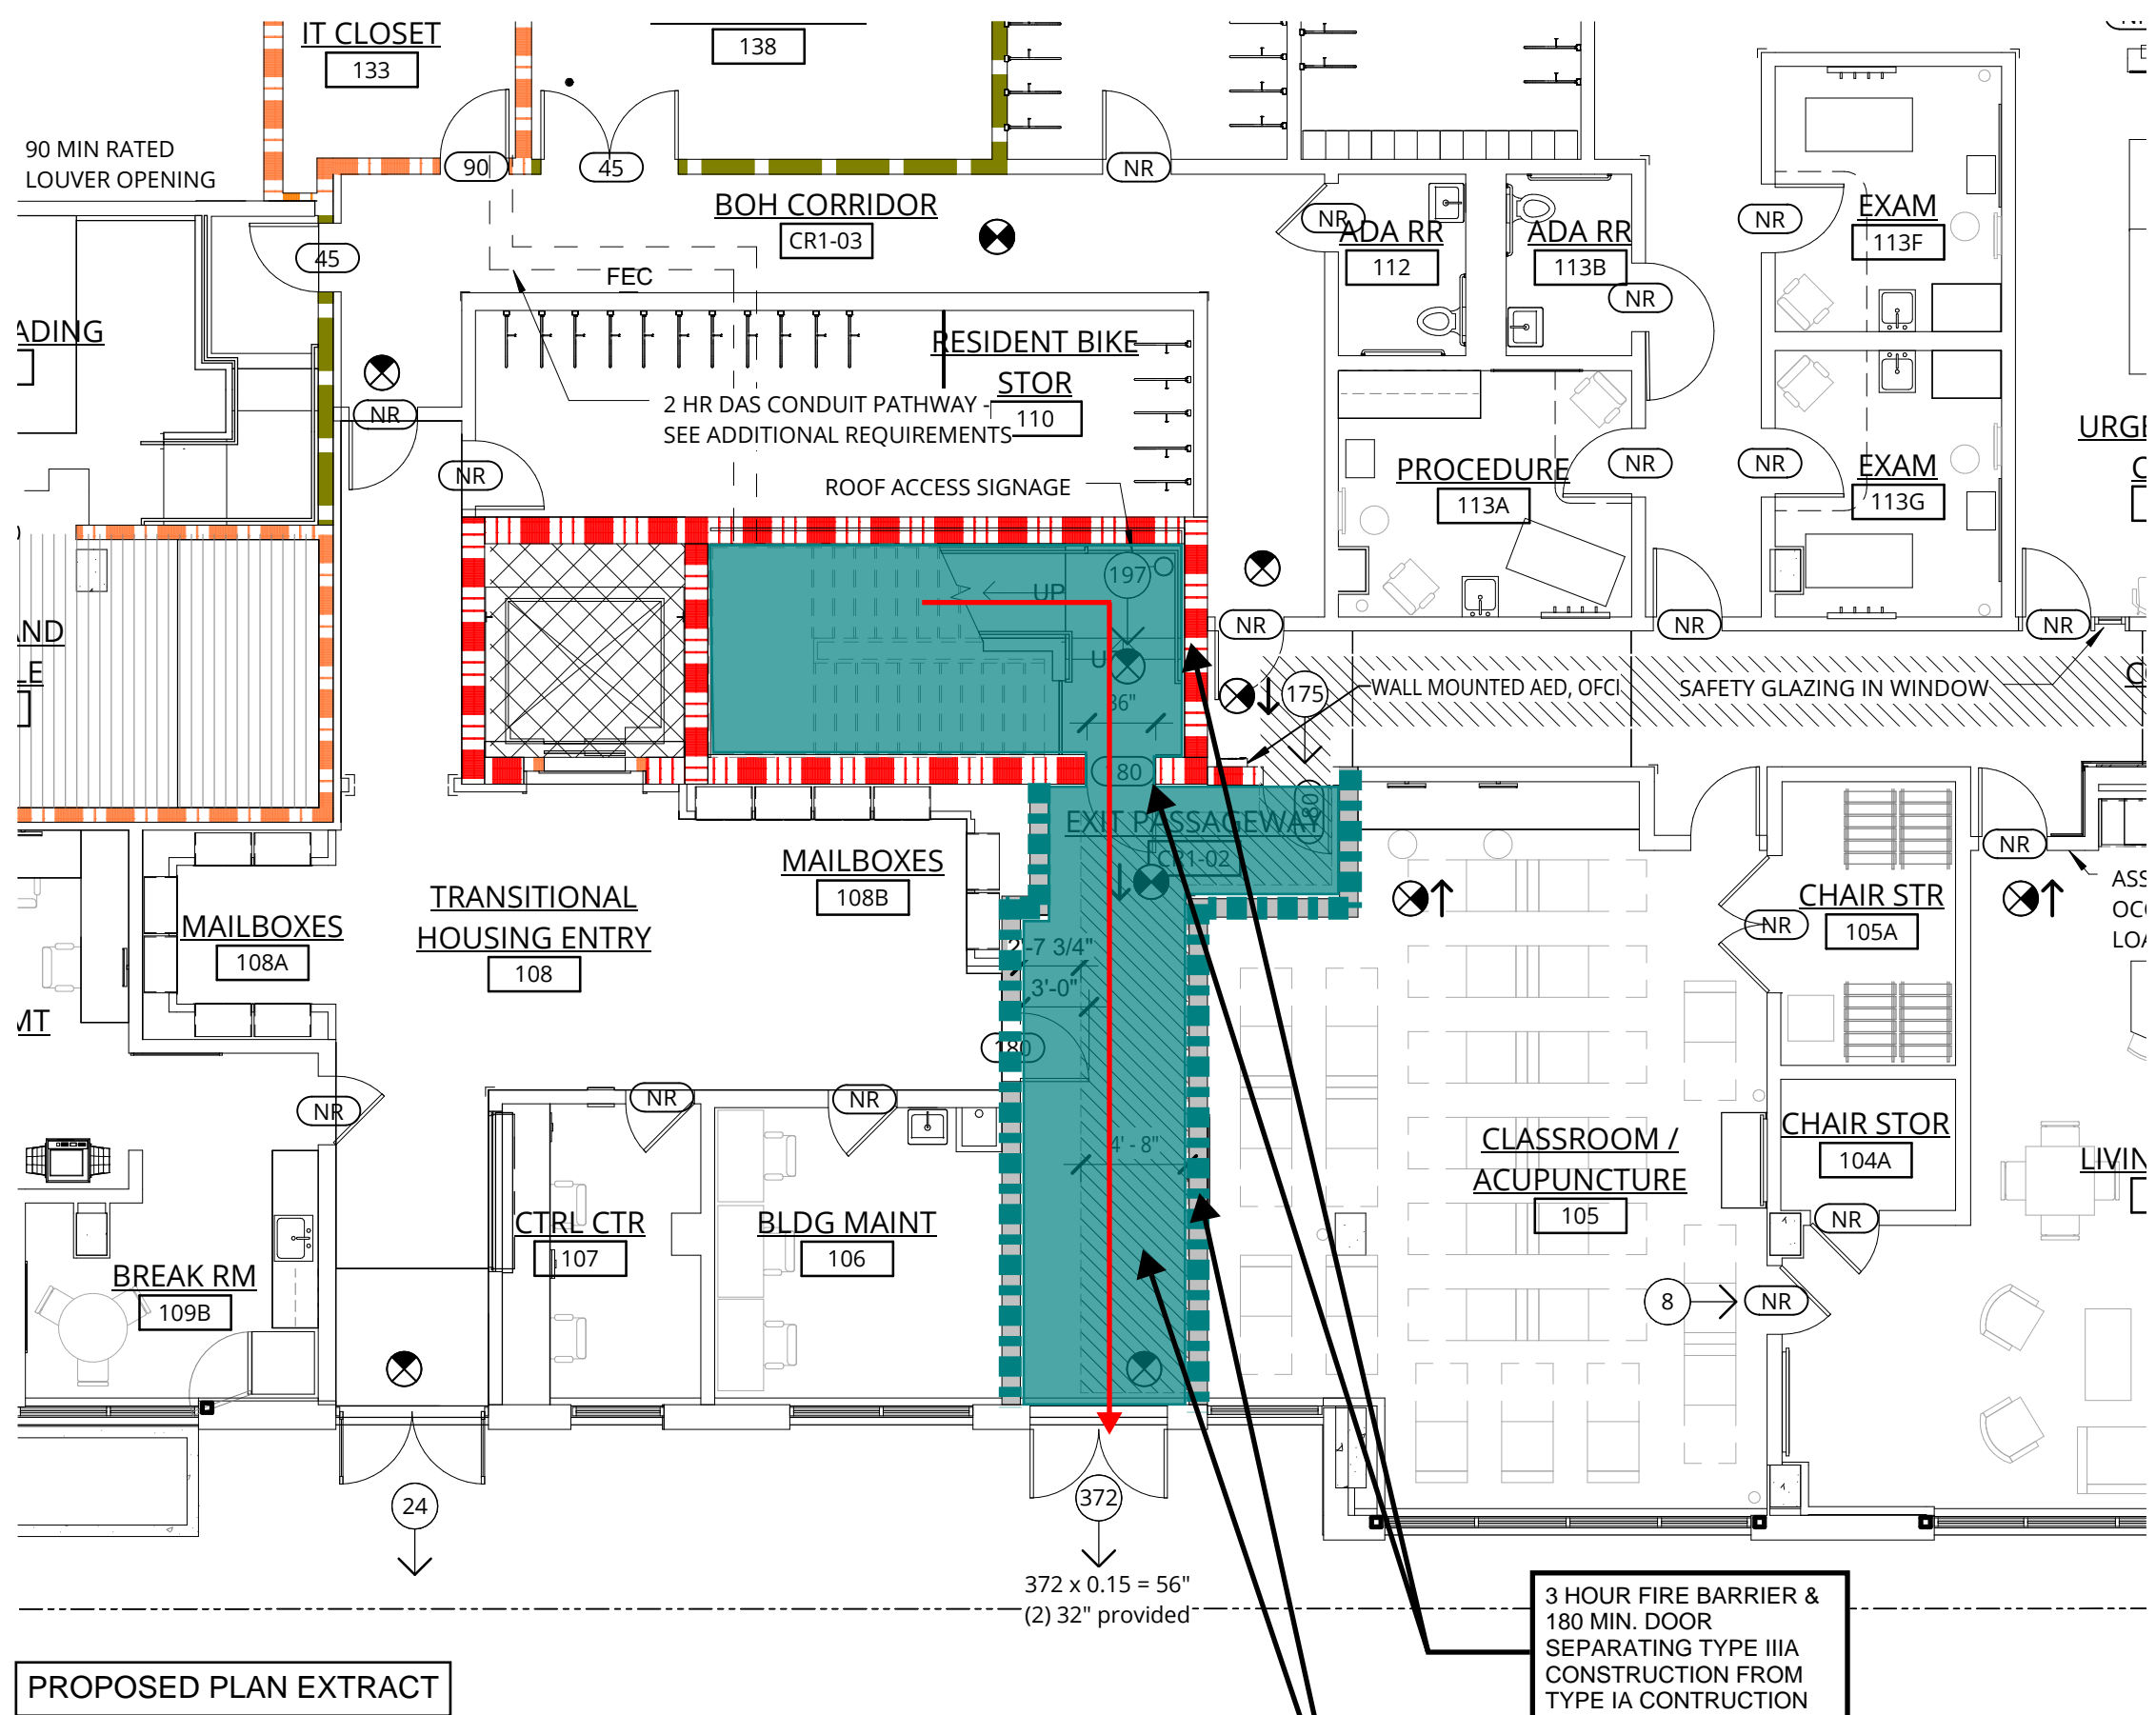 IT CLOSET
133
138
90 MIN RATED
LOUVER OPENING
90
45
NR
BOH CORRIDOR
CR1-03
NR
ADA RR
112
ADA RR
113B
NR
NR
EXAM
113F
45
FEC
ADING
RESIDENT BIKE
STOR
110
2 HR DAS CONDUIT PATHWAY -
SEE ADDITIONAL REQUIREMENTS
NR
NR
ROOF ACCESS SIGNAGE
PROCEDURE
113A
NR
NR
EXAM
113G
197
UP
36"
NR
NR
NR
175
WALL MOUNTED AED, OFCI
SAFETY GLAZING IN WINDOW
180
EXIT PASSAGEWAY
CR1-02
MAILBOXES
108B
TRANSITIONAL
HOUSING ENTRY
108
MAILBOXES
108A
2'-7 3/4"
3'-0"
180
4' - 8"
NR
CHAIR STR
105A
NR
NR
NR
NR
CLASSROOM /
ACUPUNCTURE
105
CHAIR STOR
104A
NR
CTRL CTR
107
BLDG MAINT
106
BREAK RM
109B
8
NR
24
372
372 x 0.15 = 56"
(2) 32" provided
3 HOUR FIRE BARRIER &
180 MIN. DOOR
SEPARATING TYPE IIIA
CONSTRUCTION FROM
TYPE IA CONTRUCTION
PROPOSED PLAN EXTRACT